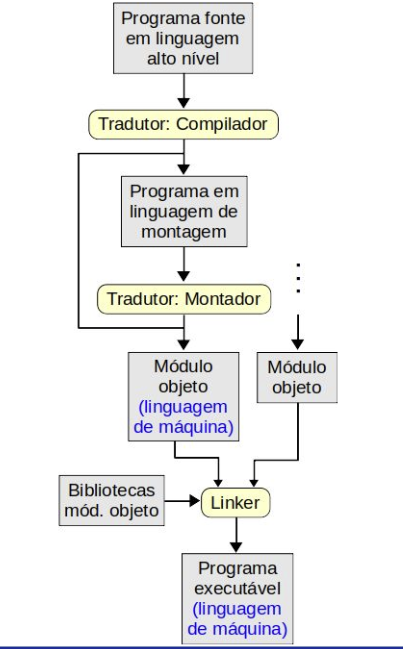 Programa fonte
em linguagem
alto nível
Tradutor: Compilador
Programa em
linguagem de
montagem
Tradutor: Montador
Módulo
objeto
(linguagem
de máquina)
Módulo
objeto
Bibliotecas
mód. objeto
Linker
Programa
executável
(linguagem
de máquina)